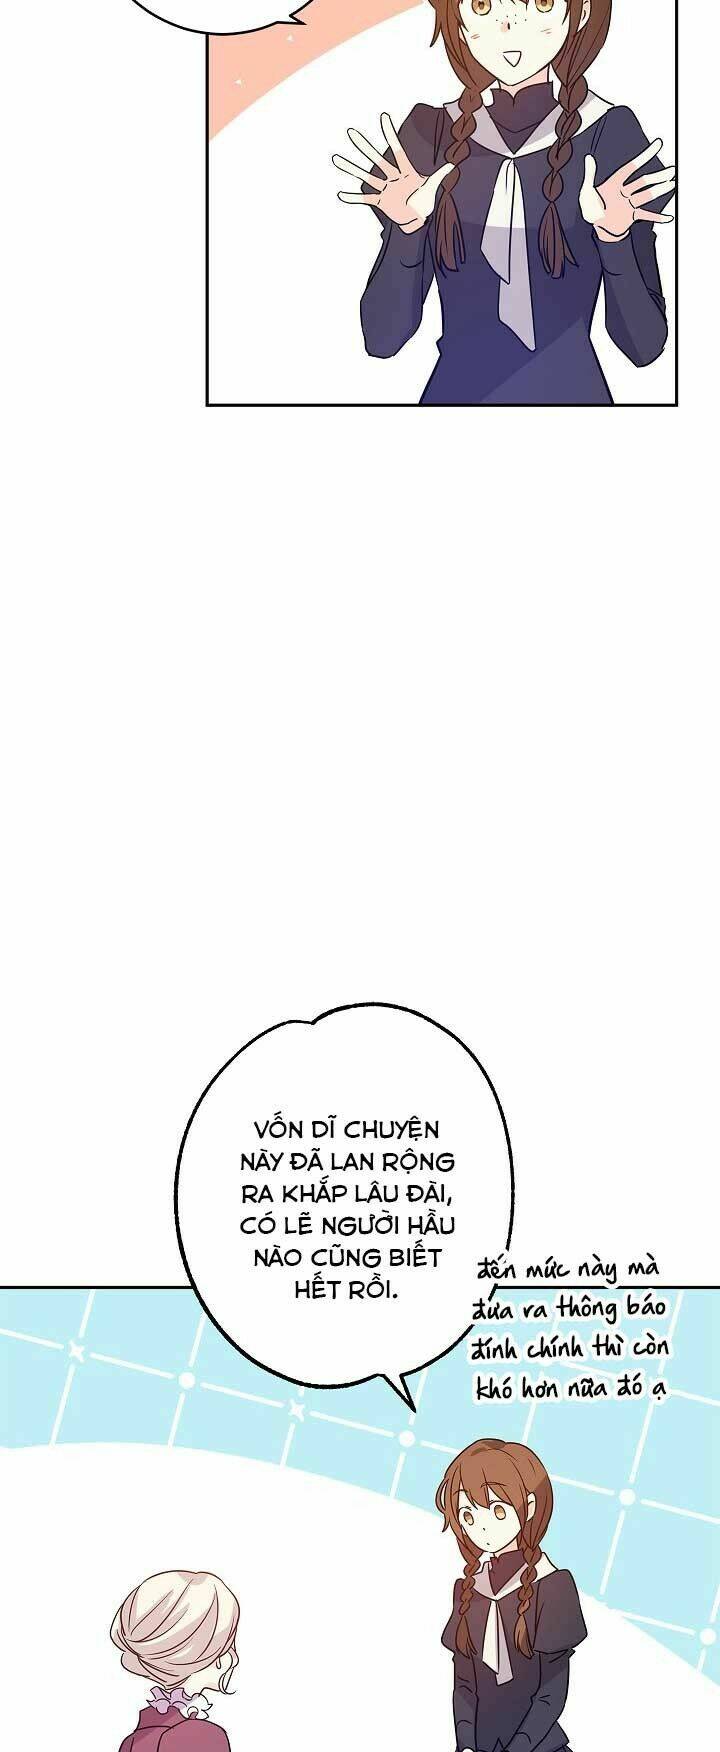 VỐN DĨ CHUYỆN
NÀY ĐÃ LAN RỘNG
RA KHẮP LÂU ĐÀI,
CÓ LẼ NGƯỜI HẦU
NÀO CŨNG BIẾT
HẾT RỒI.
đến mức này mà
đưa ra thông báo
đính chính thì còn
khó hơn nữa đó ạ